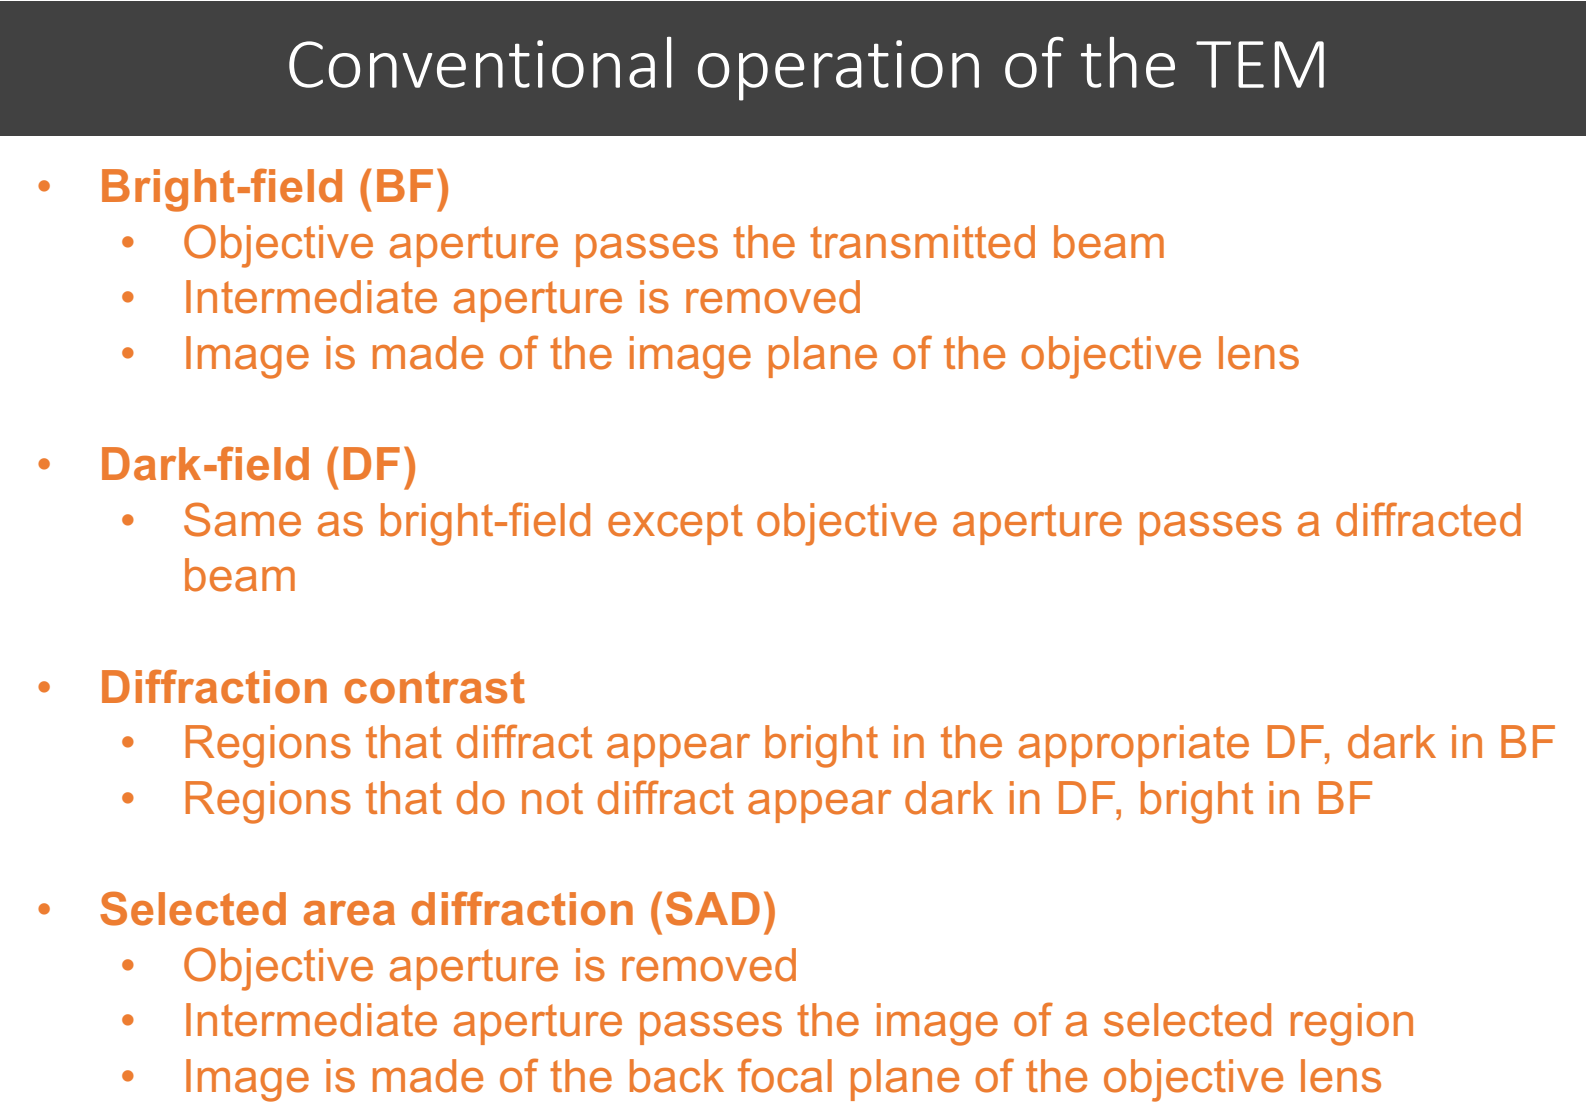 Conventional operation of the TEM
• Bright-field (BF)
• Objective aperture passes the transmitted beam
• Intermediate aperture is removed
• Image is made of the image plane of the objective lens
• Dark-field (DF)
• Same as bright-field except objective aperture passes a diffracted
beam
• Diffraction contrast
• Regions that diffract appear bright in the appropriate DF, dark in BF
• Regions that do not diffract appear dark in DF, bright in BF
• Selected area diffraction (SAD)
• Objective aperture is removed
• Intermediate aperture passes the image of a selected region
• Image is made of the back focal plane of the objective lens